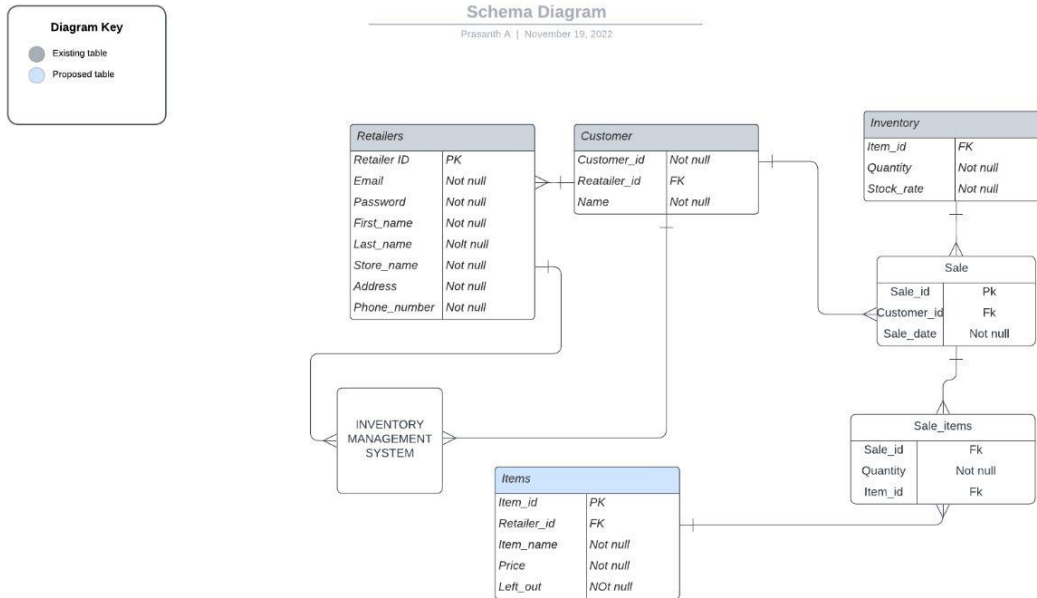 Schema Diagram
Prasanth A | November 19, 2022
Diagram Key
Existing table
Proposed table
Retailers
Retailer ID PK
Email Not null
Password Not null
First_name Not null
Last_name Nolt null
Store_name Not null
Address Not null
Phone_number Not null
Customer
Customer_id Not null
Reatailer_id FK
Name Not null
Inventory
Item_id FK
Quantity Not null
Stock_rate Not null
Sale
Sale_id Pk
Customer_id Fk
Sale_date Not null
INVENTORY
MANAGEMENT
SYSTEM
Sale_items
Sale_id Fk
Quantity Not null
Item_id Fk
Items
Item_id PK
Retailer_id FK
Item_name Not null
Price Not null
Left_out NOt null